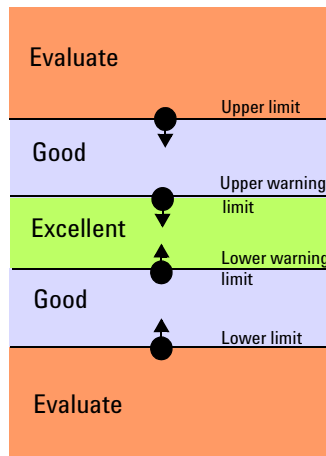 Evaluate
Upper limit
Good
Upper warning
limit
Excellent
Lower warning
limit
Good
Lower limit
Evaluate